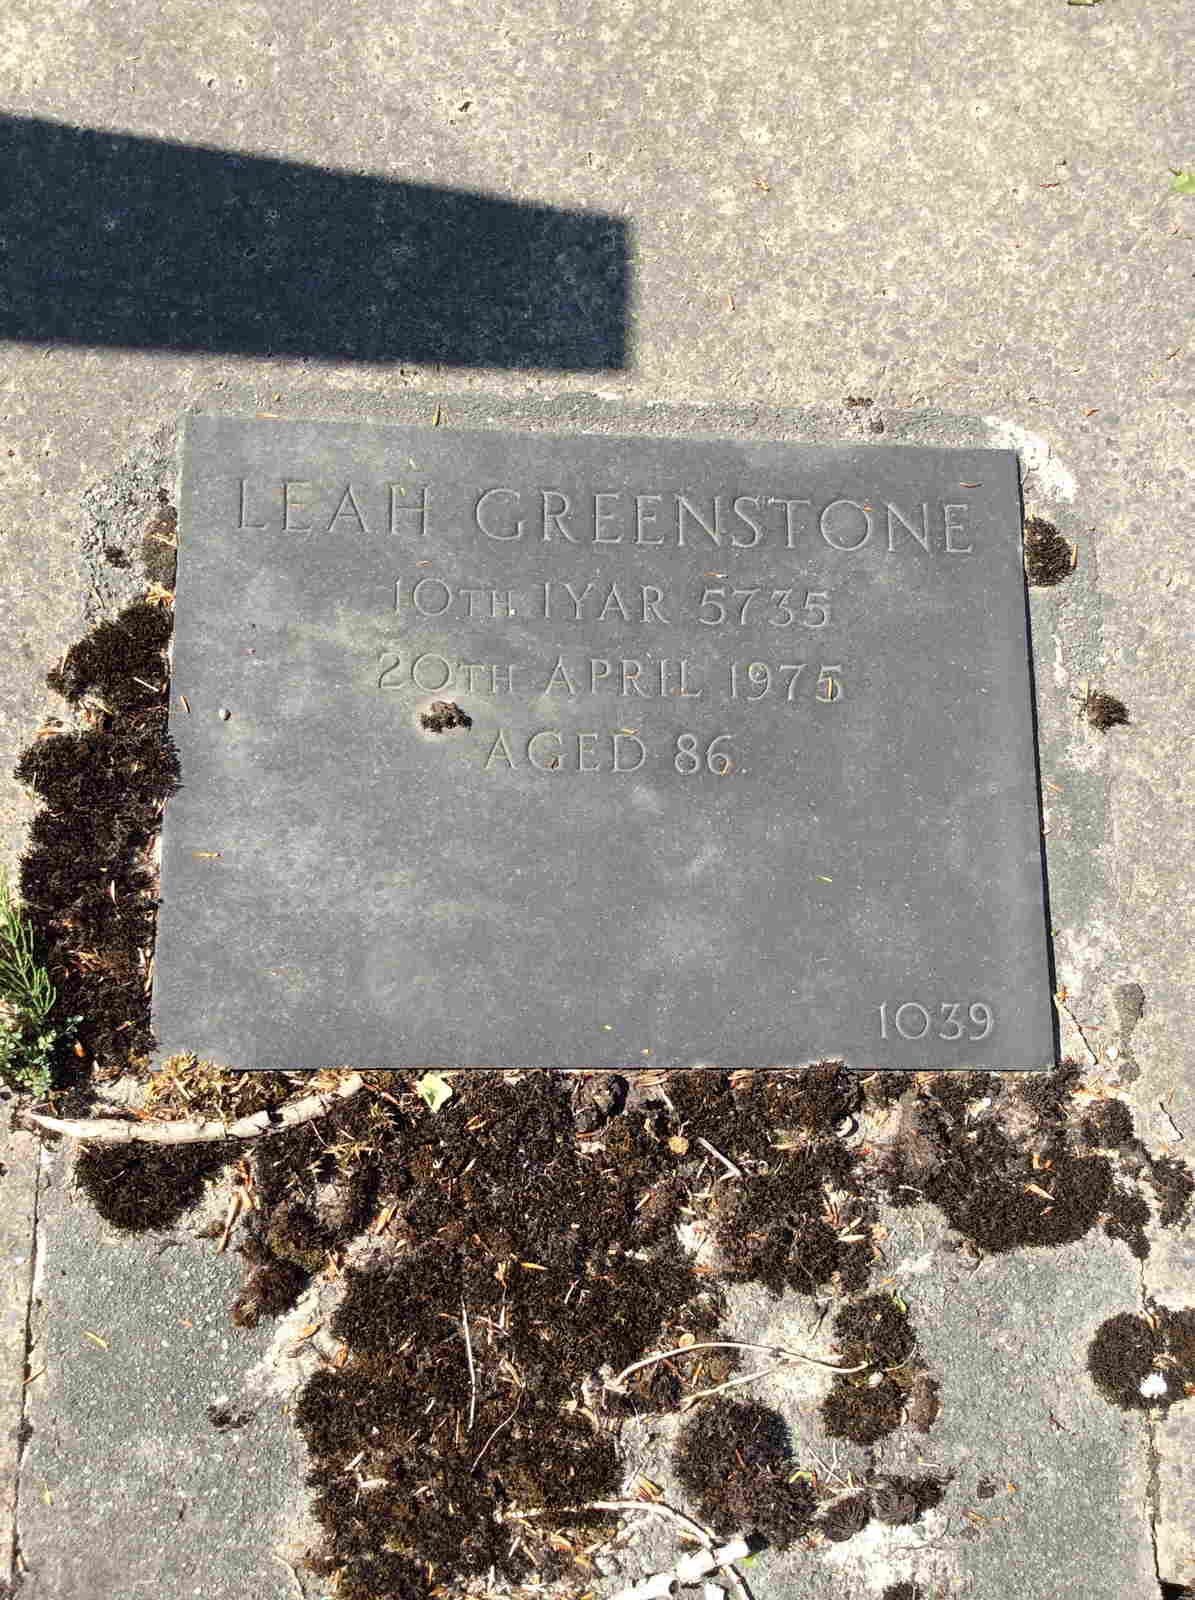 LEAH GREENSTONE
10TH IYAR 5735
20TH APRIL 1975
AGED 86.
1039